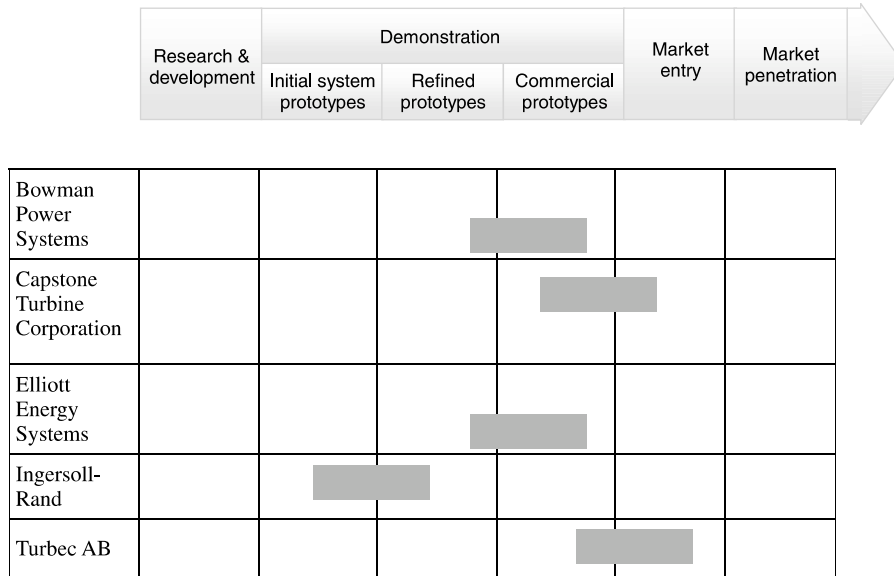 Research &
development
Demonstration
Initial system
prototypes
Refined
prototypes
Commercial
prototypes
Market
entry
Market
penetration
Bowman
Power
Systems
Capstone
Turbine
Corporation
Elliott
Energy
Systems
Ingersoll-
Rand
Turbec AB